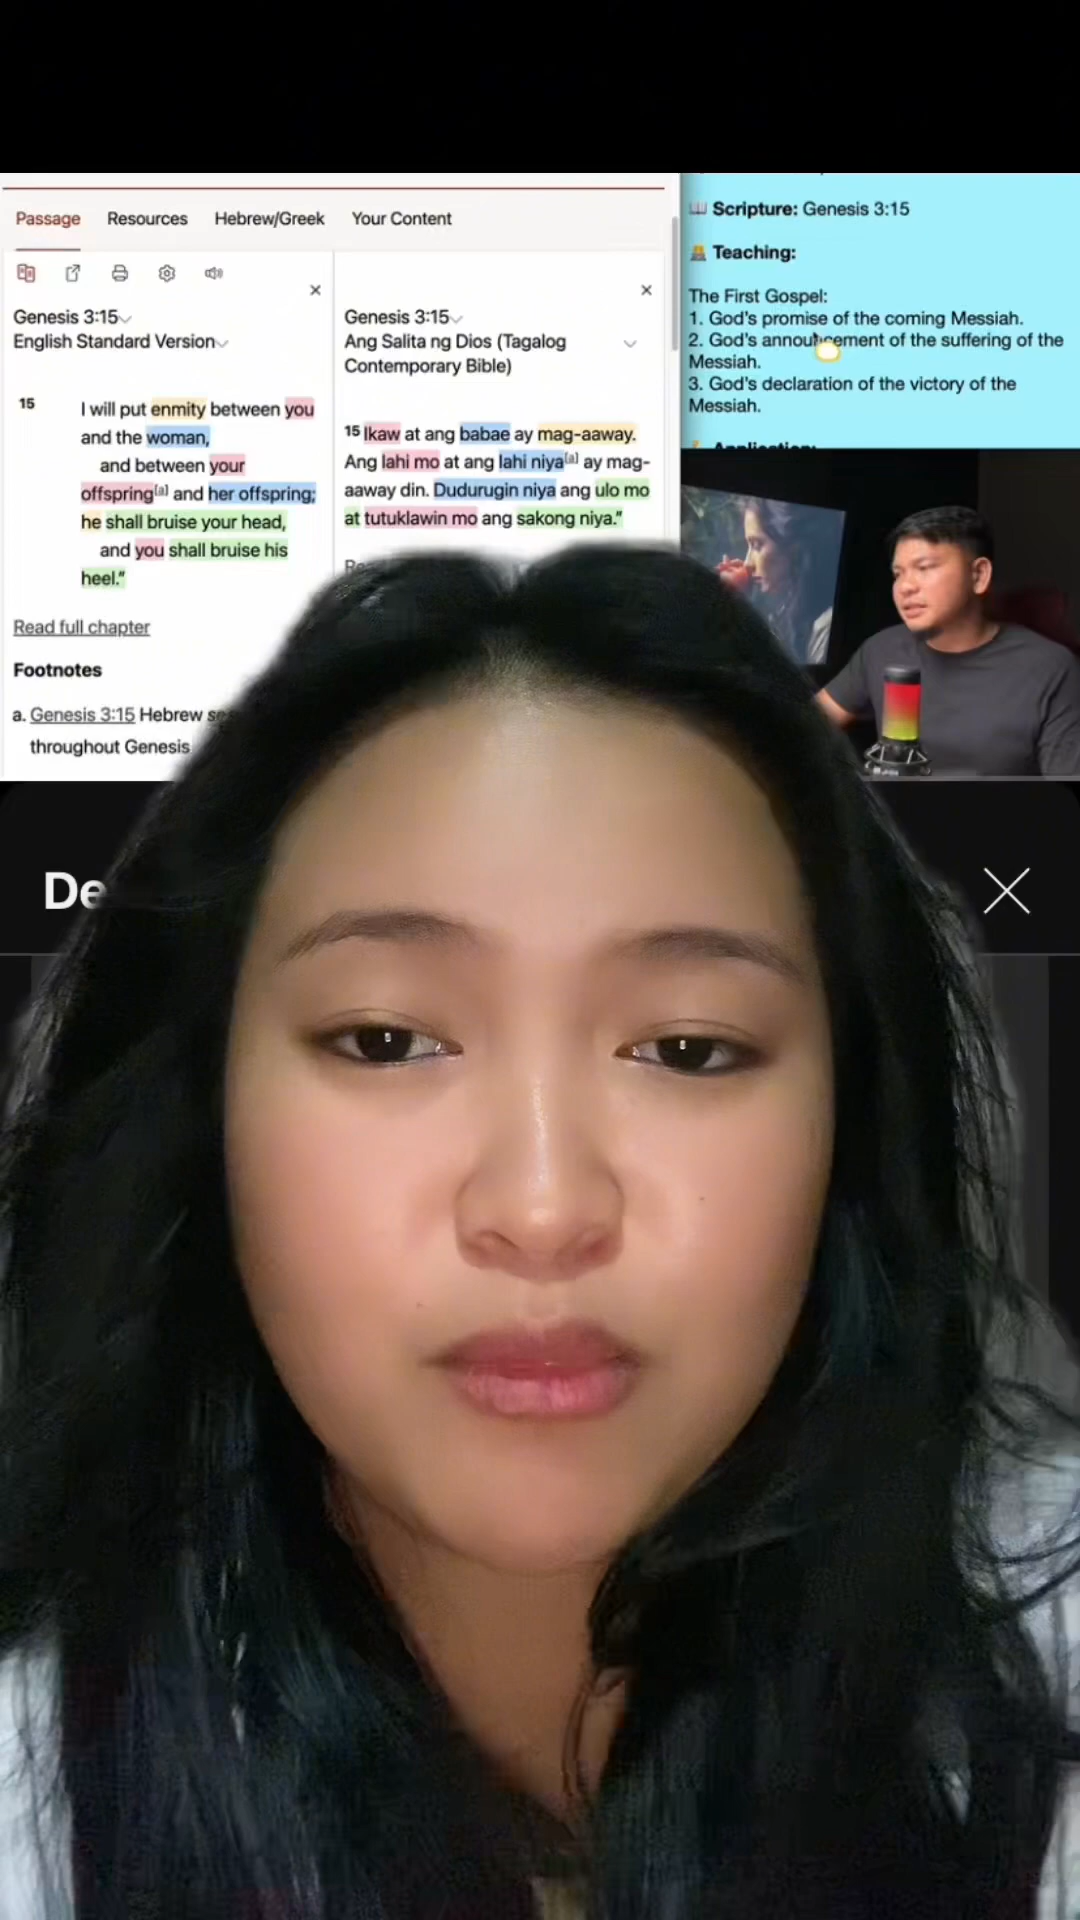 Passage Resources Hebrew/Greek Your Content
Genesis 3:15
English Standard Version
15 I will put enmity between you
and the woman,
and between your
offspring[a] and her offspring;
he shall bruise your head,
and you shall bruise his
heel.”
Read full chapter
Footnotes
a. Genesis 3:15 Hebrew
throughout Genesis
Genesis 3:15
Ang Salita ng Dios (Tagalog
Contemporary Bible)
15 Ikaw at ang babae ay mag-aaway.
Ang lahi mo at ang lahi niya[a] ay mag-
aaway din. Dudurugin niya ang ulo mo
at tutuklawin mo ang sakong niya.”
Scripture: Genesis 3:15
Teaching:
The First Gospel:
1. God's promise of the coming Messiah.
2. God's announcement of the suffering of the
Messiah.
3. God's declaration of the victory of the
Messiah.
Application: